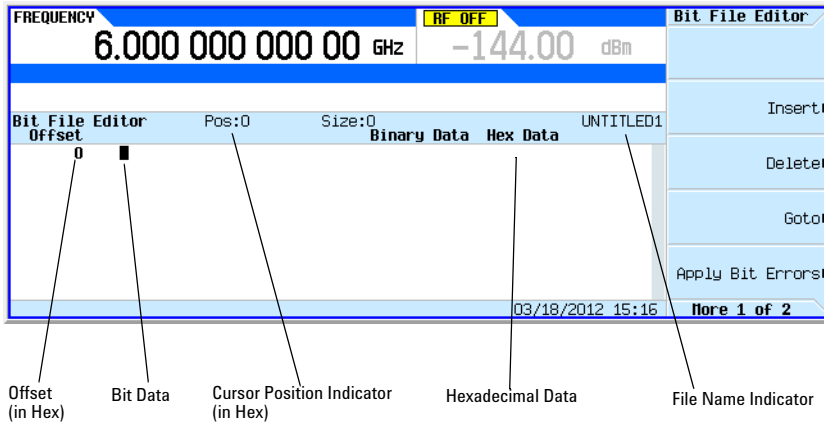 FREQUENCY
6.000 000 000 00 GHz
RF OFF
-144.00 dBm
Bit File Editor
Insert
Delete
Goto
Apply Bit Errors
More 1 of 2
Bit File Editor Pos:0 Size:0 UNTITLED1
Offset Binary Data Hex Data
0
03/18/2012 15:16
Offset
(in Hex)
Bit Data
Cursor Position Indicator
(in Hex)
Hexadecimal Data
File Name Indicator